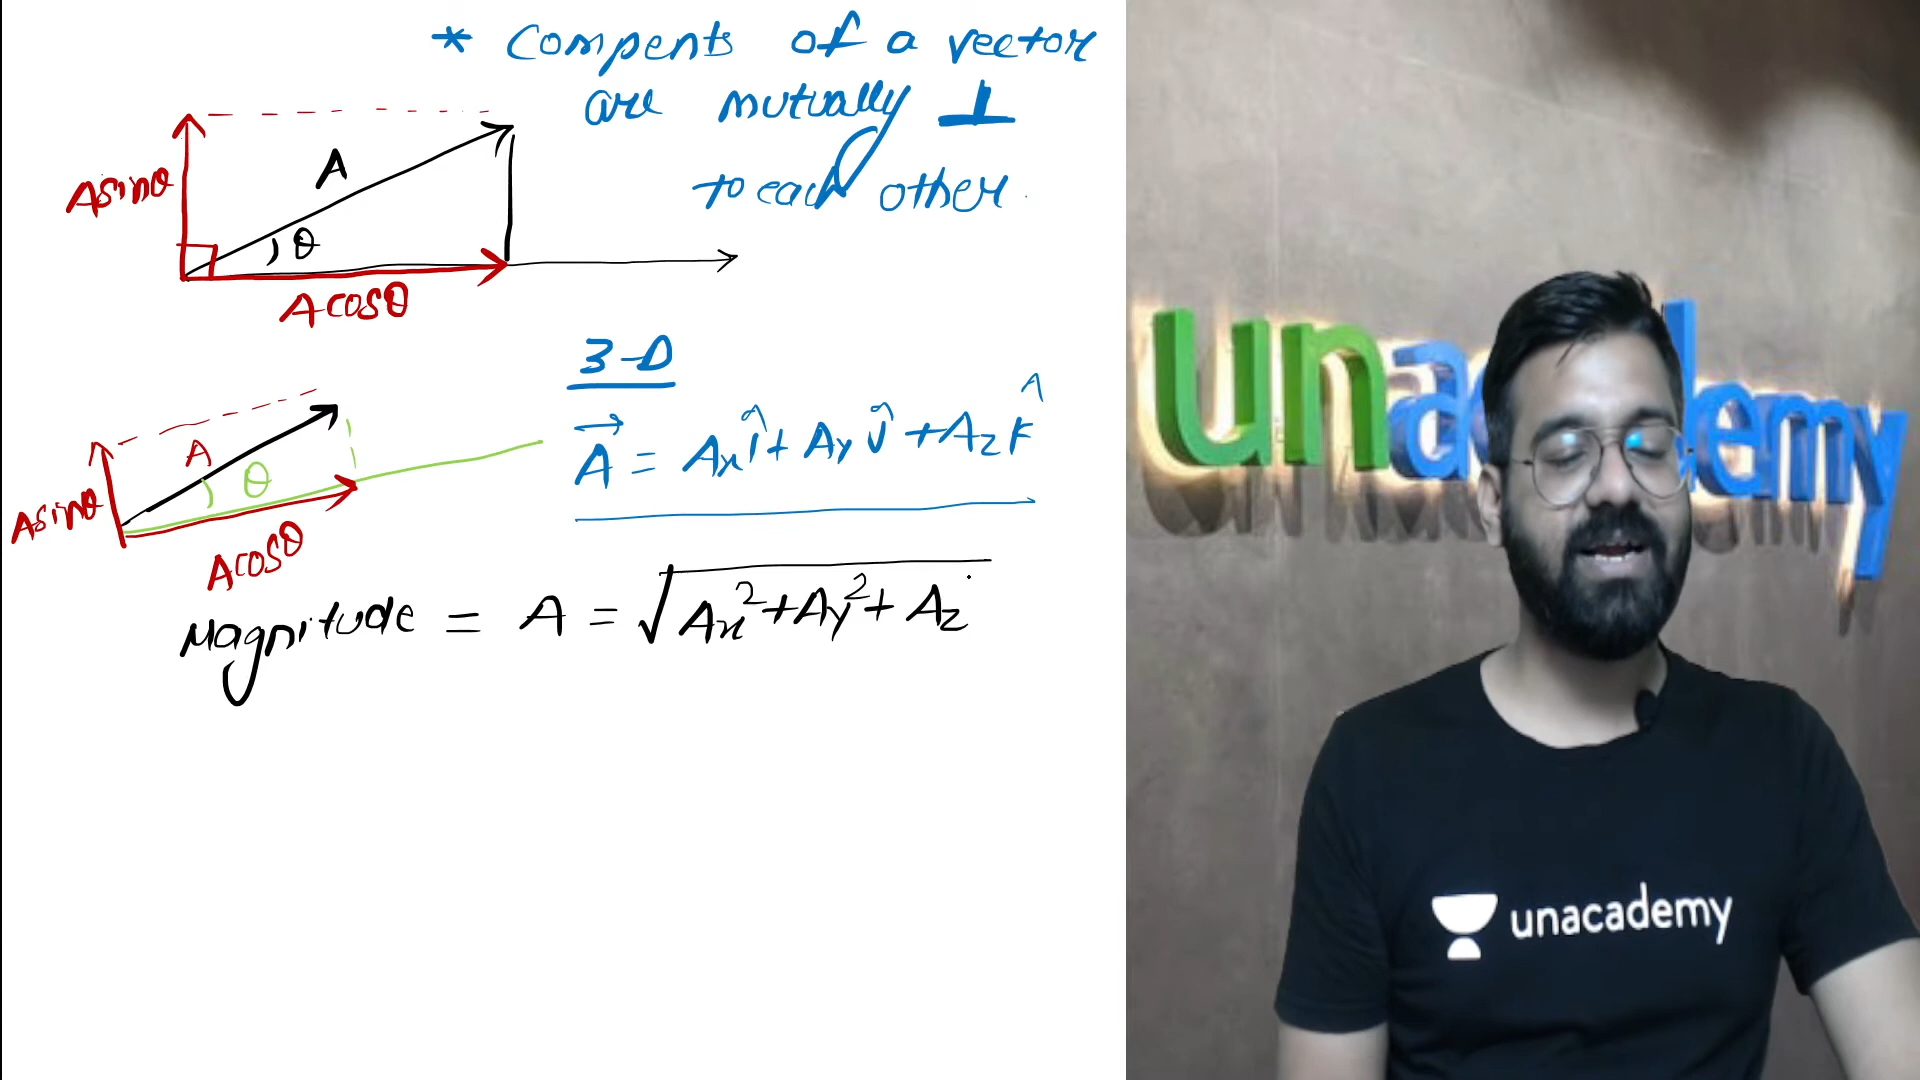 * Compents of a vector
are mutually ⊥
to each other.
Asinθ
A
θ
Acosθ
3-D
A⃗ = Axî + Ayĵ + Azk̂
A
θ
Asinθ
Acosθ
Magnitude = A = √Ax²+Ay²+Az
unacademy
unacademy